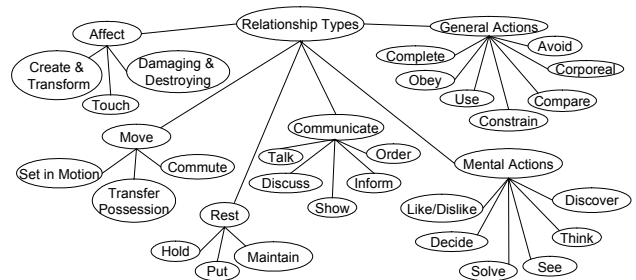 Relationship Types
Affect
Create &
Transform
Damaging &
Destroying
Touch
General Actions
Complete
Avoid
Obey
Corporeal
Use
Compare
Constrain
Move
Set in Motion
Commute
Transfer
Possession
Communicate
Talk
Order
Discuss
Inform
Show
Rest
Hold
Maintain
Put
Mental Actions
Like/Dislike
Discover
Decide
Think
Solve
See